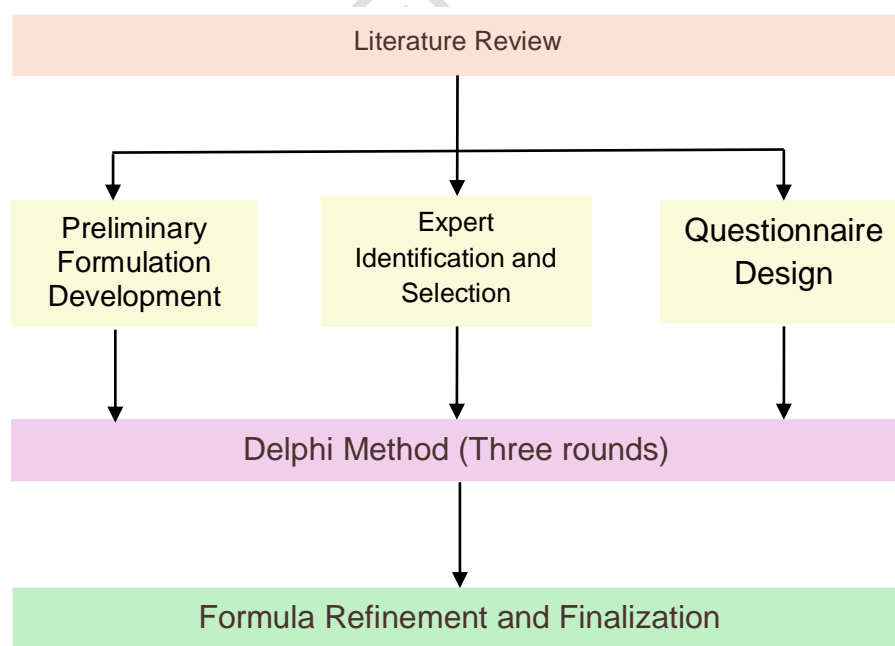 Literature Review
Preliminary
Formulation
Development
Expert
Identification and
Selection
Questionnaire
Design
Delphi Method (Three rounds)
Formula Refinement and Finalization